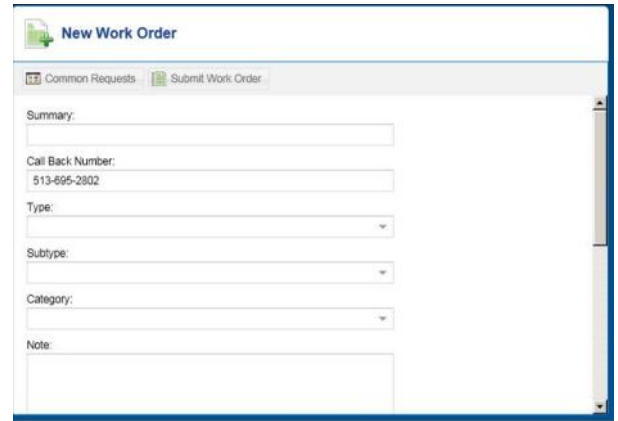 New Work Order
Common Requests Submit Work Order
Summary:
Call Back Number:
513-695-2802
Type:
Subtype:
Category:
Note: